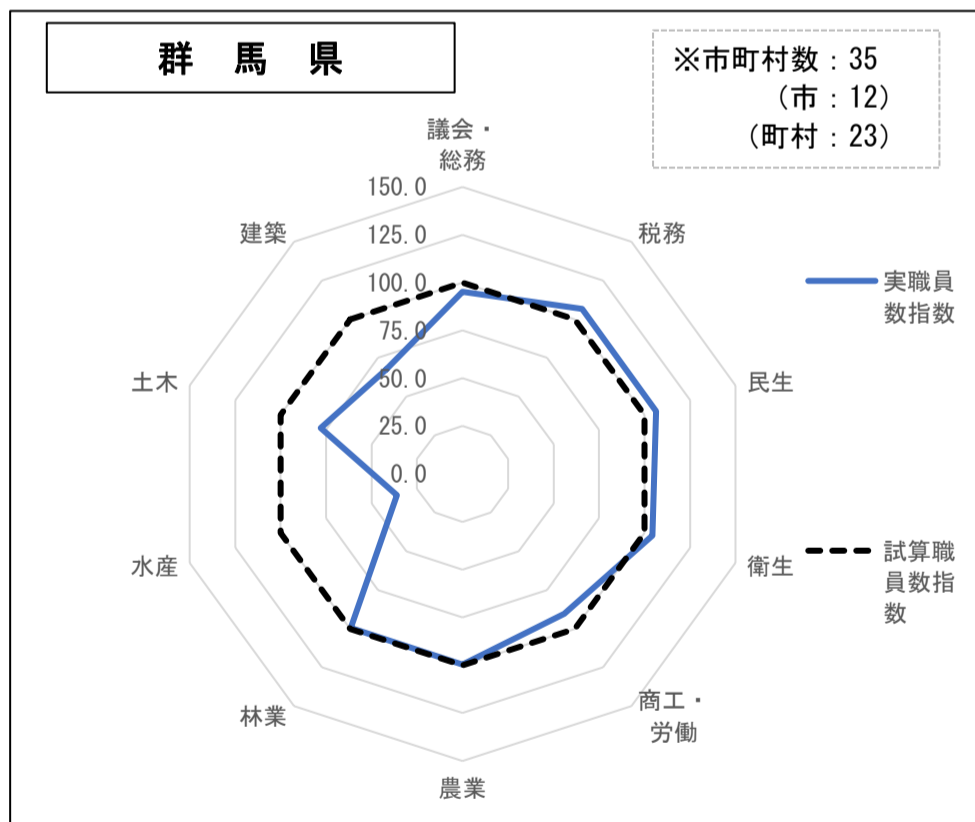 群　馬　県
※市町村数：35
（市：12）
（町村：23）
議会・
総務
150.0
125.0
100.0
75.0
50.0
25.0
0.0
税務
民生
衛生
商工・
労働
農業
林業
水産
土木
建築
実職員
数指数
試算職
員数指
数